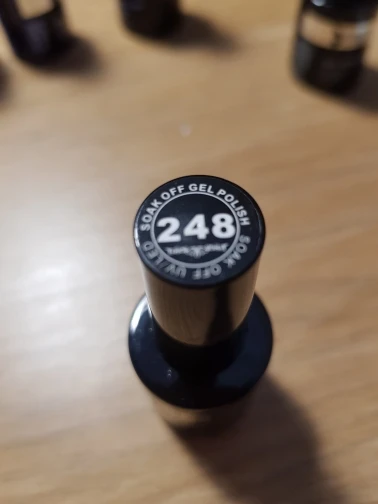 SOAK OFF GEL POLISH
248
SOAK OFF UV/LED